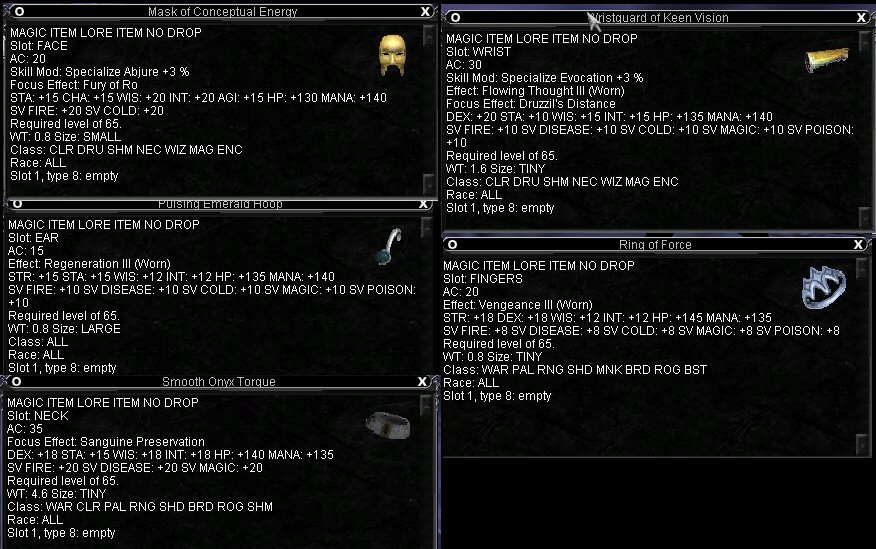 Mask of Conceptual Energy
MAGIC ITEM LORE ITEM NO DROP
Slot: FACE
AC: 20
Skill Mod: Specialize Abjure +3 %
Focus Effect: Fury of Ro
STA: +15 CHA: +15 WIS: +20 INT: +20 AGI: +15 HP: +130 MANA: +140
SV FIRE: +20 SV COLD: +20
Required level of 65.
WT: 0.8 Size: SMALL
Class: CLR DRU SHM NEC WIZ MAG ENC
Race: ALL
Slot 1, type 8: empty
Pulsing Emerald Hoop
MAGIC ITEM LORE ITEM NO DROP
Slot: EAR
AC: 15
Effect: Regeneration III (Worn)
STR: +15 STA: +15 WIS: +12 INT: +12 HP: +135 MANA: +140
SV FIRE: +10 SV DISEASE: +10 SV COLD: +10 SV MAGIC: +10 SV POISON:
+10
Required level of 65.
WT: 0.8 Size: LARGE
Class: ALL
Race: ALL
Slot 1, type 8: empty
Smooth Onyx Torque
MAGIC ITEM LORE ITEM NO DROP
Slot: NECK
AC: 35
Focus Effect: Sanguine Preservation
DEX: +18 STA: +15 WIS: +18 INT: +18 HP: +140 MANA: +135
SV FIRE: +20 SV DISEASE: +20 SV MAGIC: +20
Required level of 65.
WT: 4.6 Size: TINY
Class: WAR CLR PAL RNG SHD BRD ROG SHM
Race: ALL
Slot 1, type 8: empty
Wristguard of Keen Vision
MAGIC ITEM LORE ITEM NO DROP
Slot: WRIST
AC: 30
Skill Mod: Specialize Evocation +3 %
Effect: Flowing Thought III (Worn)
Focus Effect: Druzzil's Distance
DEX: +20 STA: +10 WIS: +15 INT: +15 HP: +135 MANA: +140
SV FIRE: +10 SV DISEASE: +10 SV COLD: +10 SV MAGIC: +10 SV POISON:
+10
Required level of 65.
WT: 1.6 Size: TINY
Class: CLR DRU SHM NEC WIZ MAG ENC
Race: ALL
Slot 1, type 8: empty
Ring of Force
MAGIC ITEM LORE ITEM NO DROP
Slot: FINGERS
AC: 20
Effect: Vengeance III (Worn)
STR: +18 DEX: +18 WIS: +12 INT: +12 HP: +145 MANA: +135
SV FIRE: +8 SV DISEASE: +8 SV COLD: +8 SV MAGIC: +8 SV POISON: +8
Required level of 65.
WT: 0.8 Size: TINY
Class: WAR PAL RNG SHD MNK BRD ROG BST
Race: ALL
Slot 1, type 8: empty